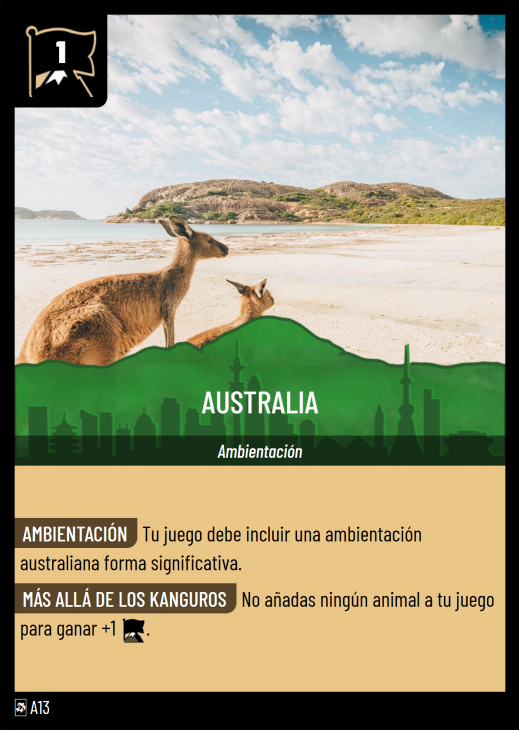 1
AUSTRALIA
Ambientación
AMBIENTACIÓN Tu juego debe incluir una ambientación
australiana forma significativa.
MÁS ALLÁ DE LOS KANGUROS No añadas ningún animal a tu juego
para ganar +1 .
A13